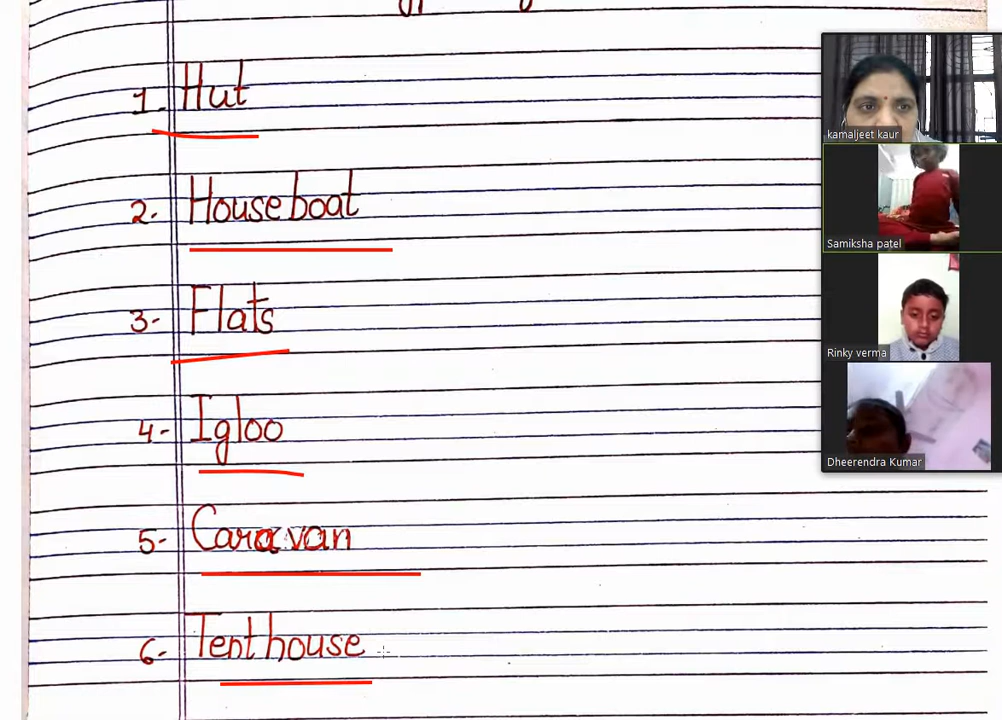 1- Hut
2- Houseboat
3- Flats
4- Igloo
5- Caravan
6- Tent house
kamaljeet kaur
Samiksha patel
Rinky verma
Dheerendra Kumar